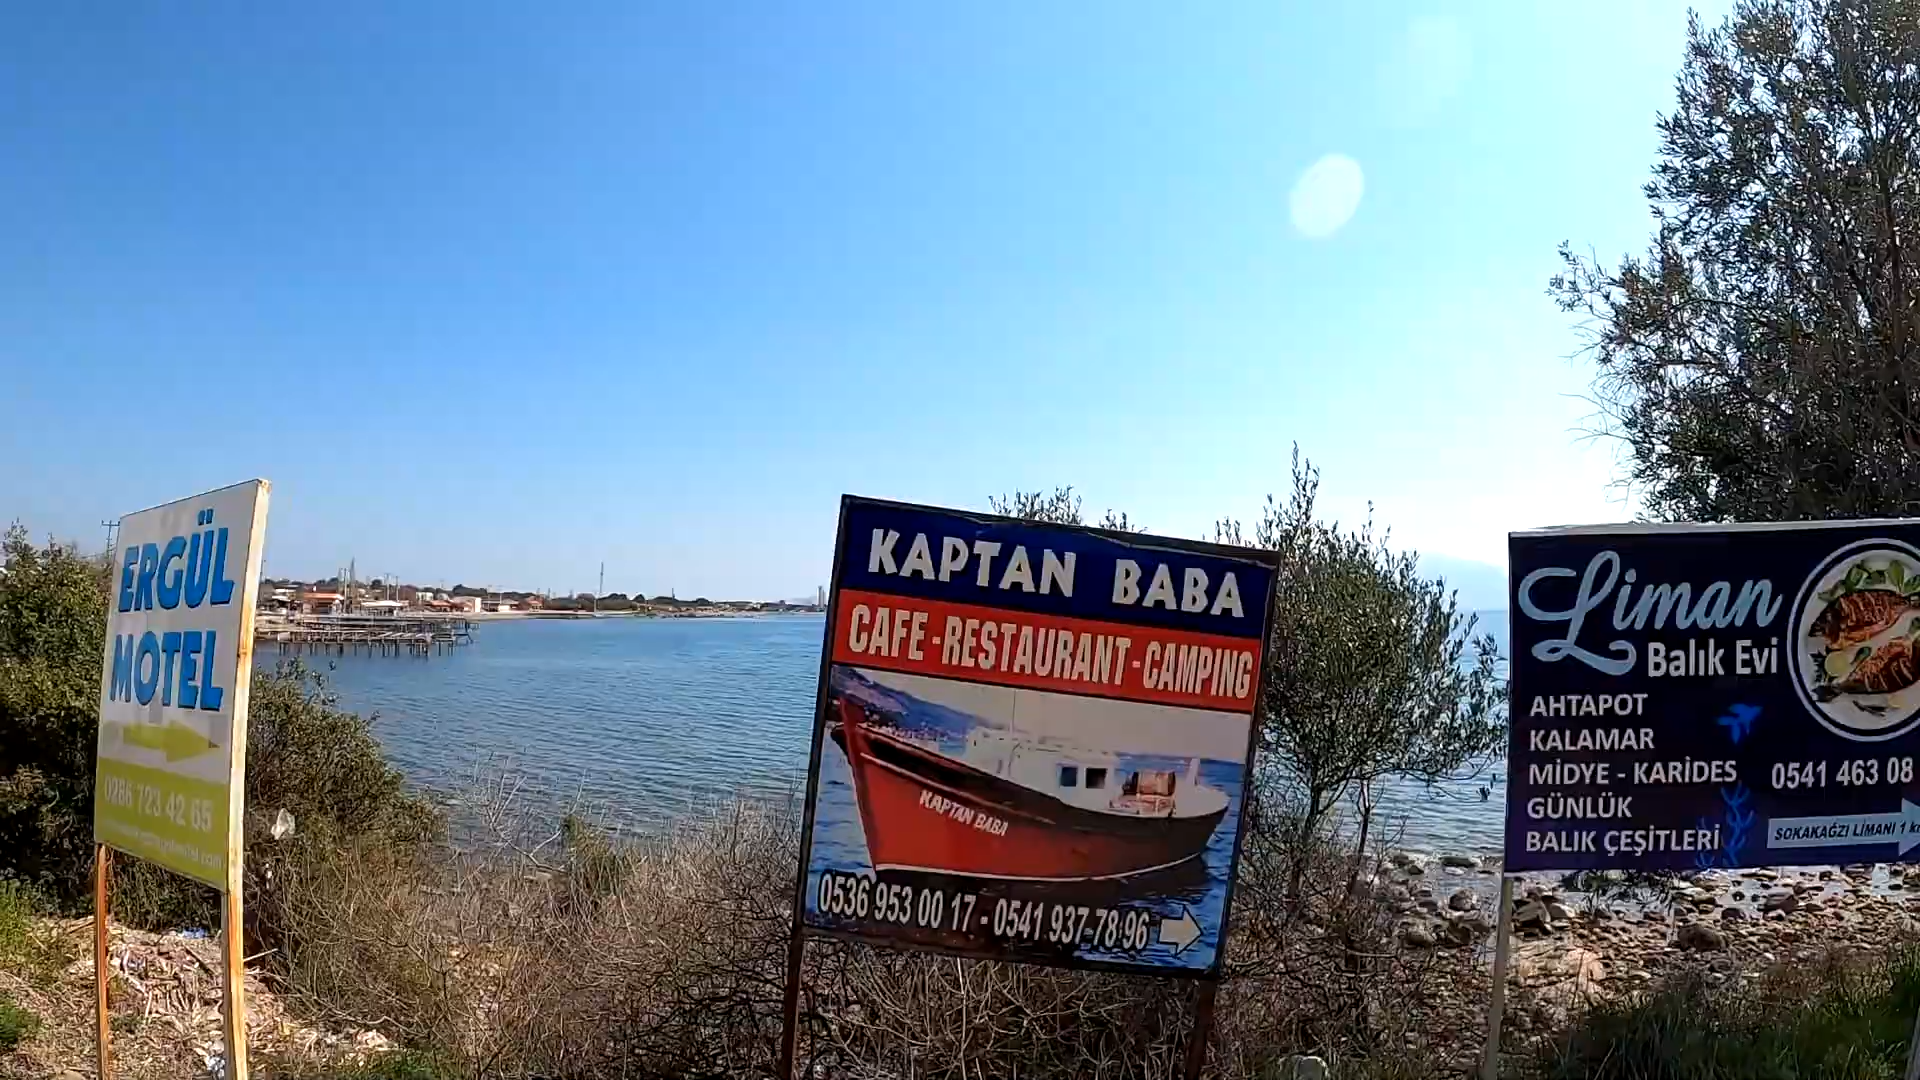 ERGÜL
MOTEL
0286 723 42 65
KAPTAN BABA
CAFE-RESTAURANT-CAMPING
KAPTAN BABA
0536 953 00 17 - 0541 937-78 96
Liman
Balık Evi
AHTAPOT
KALAMAR
MİDYE - KARİDES
GÜNLÜK
BALIK ÇEŞİTLERİ
0541 463 08
SOKAKAĞZI LİMANI 1